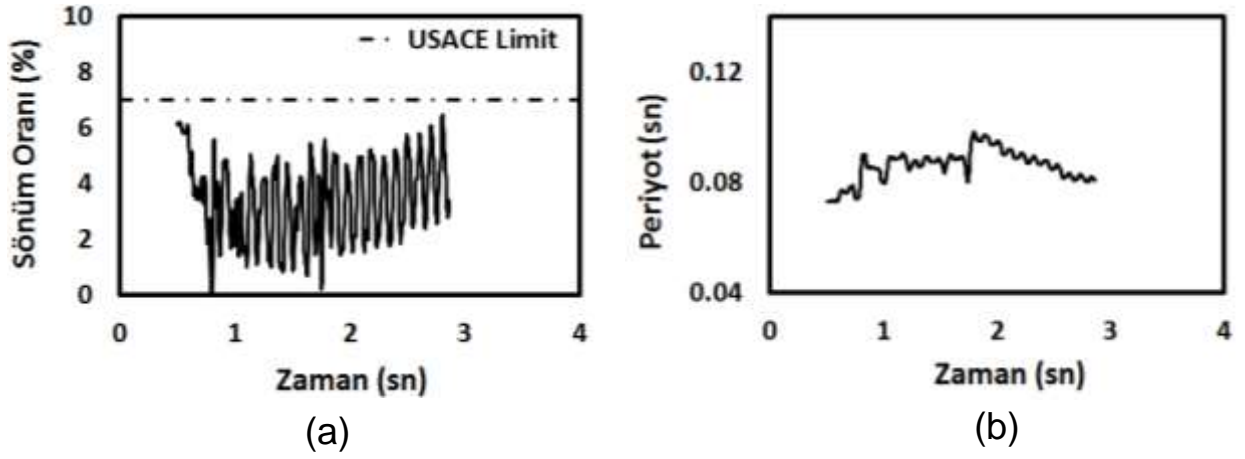 10
8
6
4
2
0
Sönüm Oranı (%)
USACE Limit
0 1 2 3 4
Zaman (sn)
(a)
0.12
0.08
0.04
Periyot (sn)
0 1 2 3 4
Zaman (sn)
(b)